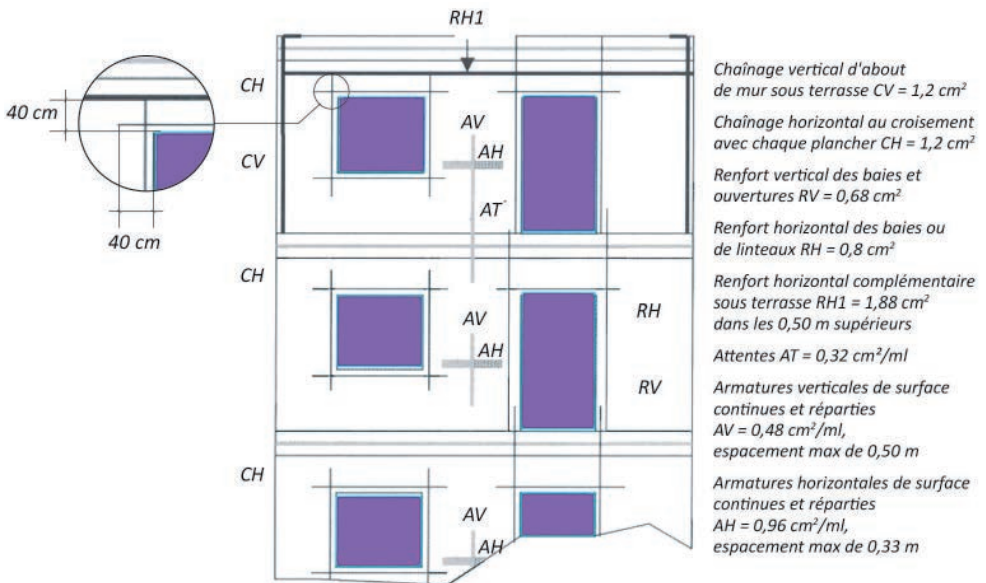 RH1
CH
40 cm
CV
40 cm
AV
AH
AT
CH
AV
AH
RH
RV
CH
AV
AH
Chaînage vertical d'about
de mur sous terrasse CV = 1,2 cm²
Chaînage horizontal au croisement
avec chaque plancher CH = 1,2 cm²
Renfort vertical des baies et
ouvertures RV = 0,68 cm²
Renfort horizontal des baies ou
de linteaux RH = 0,8 cm²
Renfort horizontal complémentaire
sous terrasse RH1 = 1,88 cm²
dans les 0,50 m supérieurs
Attentes AT = 0,32 cm²/ml
Armatures verticales de surface
continues et réparties
AV = 0,48 cm²/ml,
espacement max de 0,50 m
Armatures horizontales de surface
continues et réparties
AH = 0,96 cm²/ml,
espacement max de 0,33 m